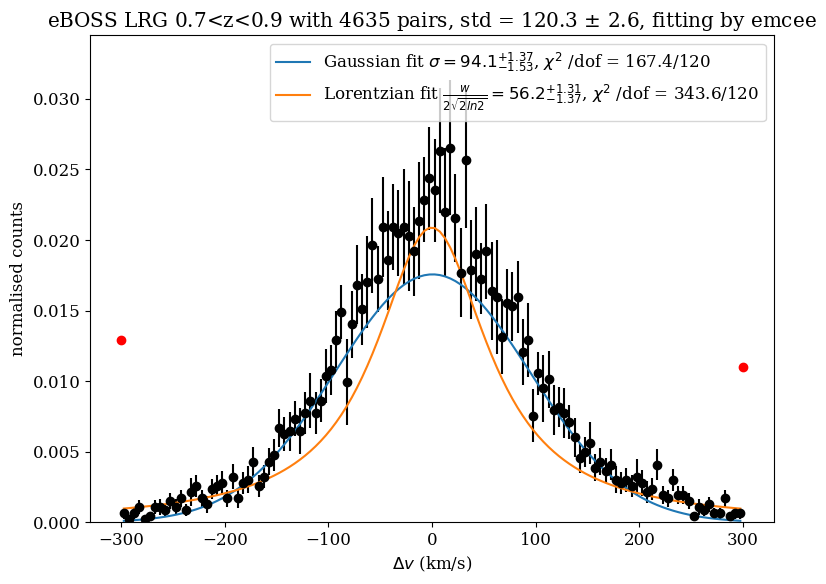 eBOSS LRG 0.7<z<0.9 with 4635 pairs, std = 120.3 ± 2.6, fitting by emcee
Gaussian fit σ = 94.1^{+1.37}_{−1.53}, χ² /dof = 167.4/120
Lorentzian fit \frac{w}{2\sqrt{2ln2}} = 56.2^{+1.31}_{−1.37}, χ² /dof = 343.6/120
normalised counts
0.030
0.025
0.020
0.015
0.010
0.005
0.000
−300 −200 −100 0 100 200 300
Δv (km/s)